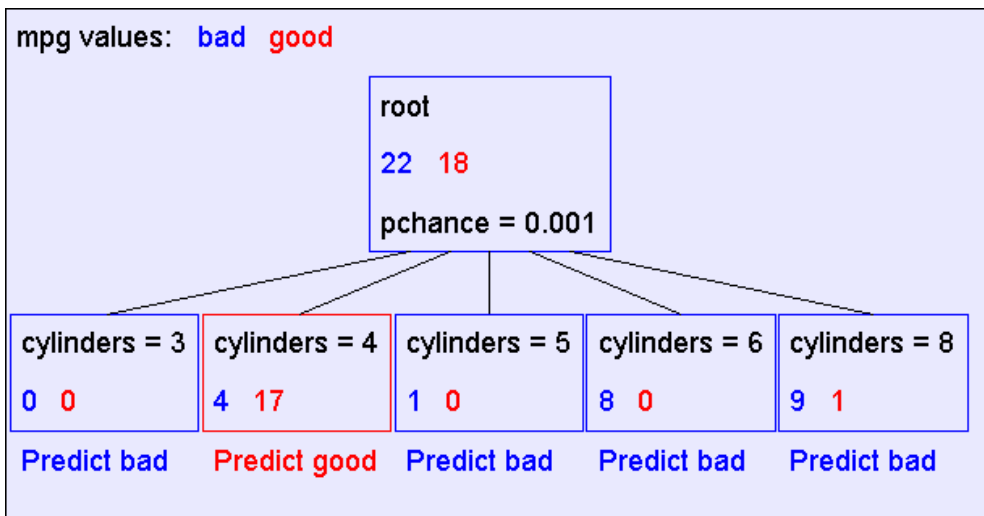 mpg values: bad good
root
22 18
pchance = 0.001
cylinders = 3
0 0
Predict bad
cylinders = 4
4 17
Predict good
cylinders = 5
1 0
Predict bad
cylinders = 6
8 0
Predict bad
cylinders = 8
9 1
Predict bad